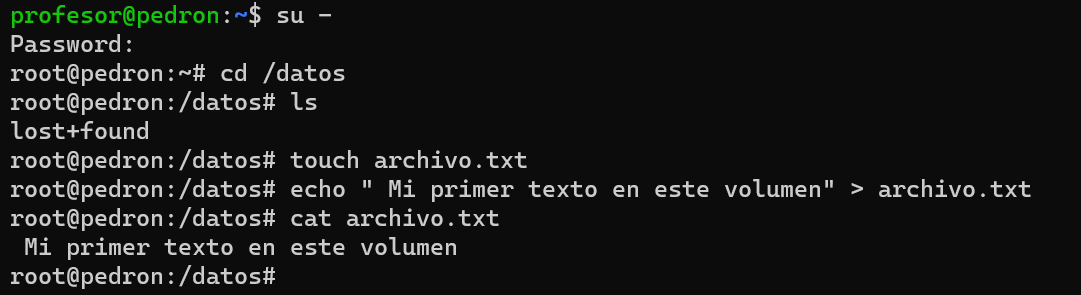 profesor@pedron:~$ su -
Password:
root@pedron:~# cd /datos
root@pedron:/datos# ls
lost+found
root@pedron:/datos# touch archivo.txt
root@pedron:/datos# echo " Mi primer texto en este volumen" > archivo.txt
root@pedron:/datos# cat archivo.txt
 Mi primer texto en este volumen
root@pedron:/datos#